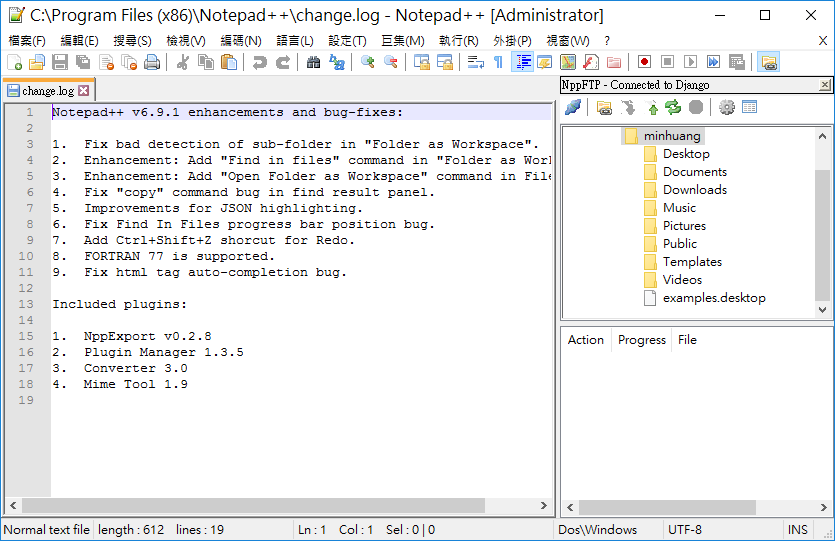 C:\Program Files (x86)\Notepad++\change.log - Notepad++ [Administrator]
檔案(F) 編輯(E) 搜尋(S) 檢視(V) 編碼(N) 語言(L) 設定(T) 巨集(M) 執行(R) 外掛(P) 視窗(W) ? X
change.log
NppFTP - Connected to Django
1 Notepad++ v6.9.1 enhancements and bug-fixes:
2
3 1. Fix bad detection of sub-folder in "Folder as Workspace".
4 2. Enhancement: Add "Find in files" command in "Folder as Worl
5 3. Enhancement: Add "Open Folder as Workspace" command in File
6 4. Fix "copy" command bug in find result panel.
7 5. Improvements for JSON highlighting.
8 6. Fix Find In Files progress bar position bug.
9 7. Add Ctrl+Shift+Z shorcut for Redo.
10 8. FORTRAN 77 is supported.
11 9. Fix html tag auto-completion bug.
12
13 Included plugins:
14
15 1. NppExport v0.2.8
16 2. Plugin Manager 1.3.5
17 3. Converter 3.0
18 4. Mime Tool 1.9
19
minhuang
Desktop
Documents
Downloads
Music
Pictures
Public
Templates
Videos
examples.desktop
Action Progress File
Normal text file length : 612 lines : 19 Ln : 1 Col : 1 Sel : 0 | 0 Dos\Windows UTF-8 INS